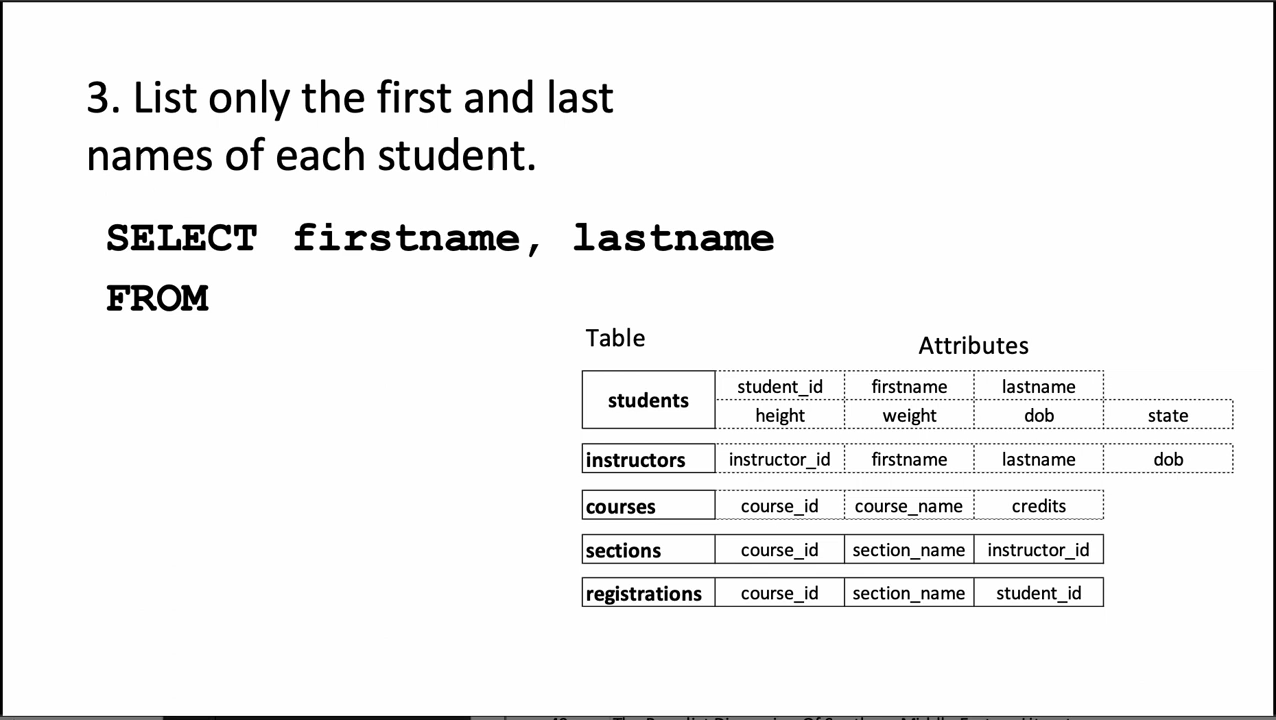 3. List only the first and last
names of each student.
SELECT firstname, lastname
FROM
Table Attributes
students student_id firstname lastname
height weight dob state
instructors instructor_id firstname lastname dob
courses course_id course_name credits
sections course_id section_name instructor_id
registrations course_id section_name student_id